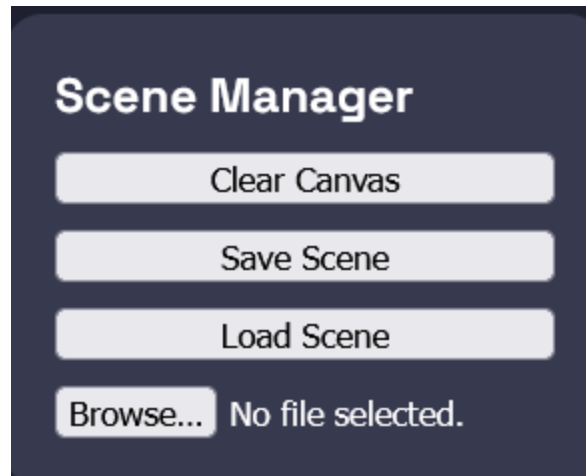 Scene Manager
Clear Canvas
Save Scene
Load Scene
Browse... No file selected.